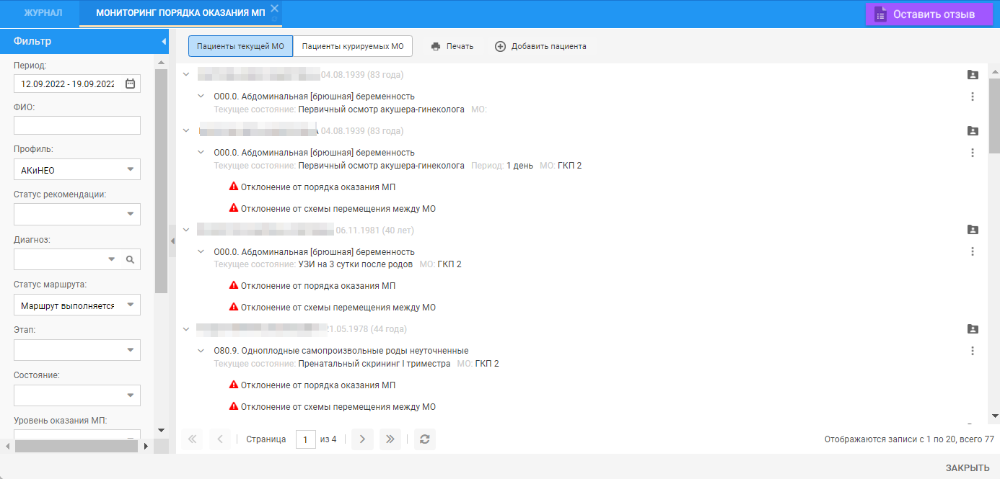 ЖУРНАЛ
МОНИТОРИНГ ПОРЯДКА ОКАЗАНИЯ МП
Оставить отзыв
Фильтр
Период:
12.09.2022 - 19.09.2022
ФИО:
Профиль:
АКиНЕО
Статус рекомендации:
Диагноз:
Статус маршрута:
Маршрут выполняется
Этап:
Состояние:
Уровень оказания МП:
Пациенты текущей МО
Пациенты курируемых МО
Печать
Добавить пациента
04.08.1939 (83 года)
O00.0. Абдоминальная [брюшная] беременность
Текущее состояние: Первичный осмотр акушера-гинеколога МО:
04.08.1939 (83 года)
O00.0. Абдоминальная [брюшная] беременность
Текущее состояние: Первичный осмотр акушера-гинеколога Период: 1 день МО: ГКП 2
Отклонение от порядка оказания МП
Отклонение от схемы перемещения между МО
06.11.1981 (40 лет)
O00.0. Абдоминальная [брюшная] беременность
Текущее состояние: УЗИ на 3 сутки после родов МО: ГКП 2
Отклонение от порядка оказания МП
Отклонение от схемы перемещения между МО
21.05.1978 (44 года)
O80.9. Одноплодные самопроизвольные роды неуточненные
Текущее состояние: Пренатальный скрининг I триместра МО: ГКП 2
Отклонение от порядка оказания МП
Отклонение от схемы перемещения между МО
Страница 1 из 4
Отображаются записи с 1 по 20, всего 77
ЗАКРЫТЬ